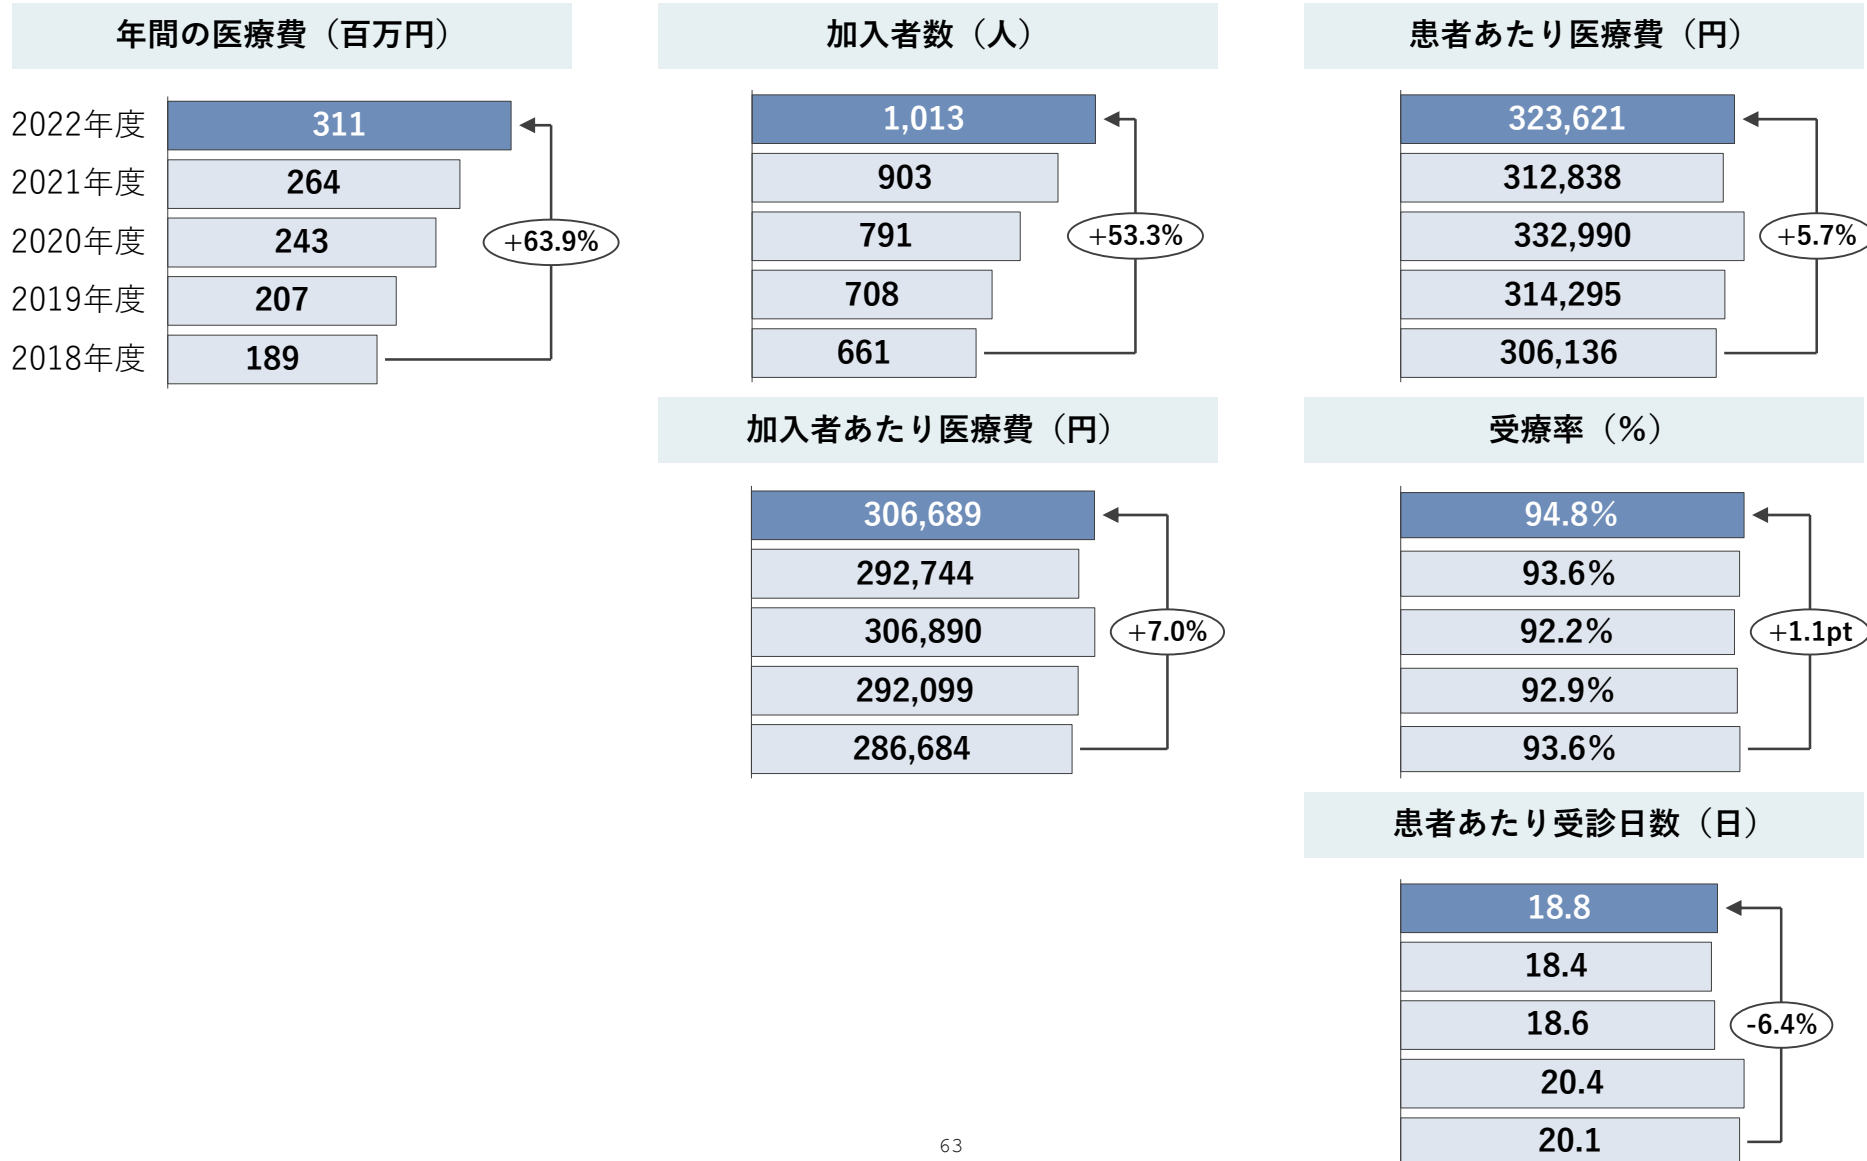 年間の医療費（百万円）
2022年度 311
2021年度 264
2020年度 243
2019年度 207
2018年度 189
+63.9%
加入者数（人）
1,013
903
791
708
661
+53.3%
患者あたり医療費（円）
323,621
312,838
332,990
314,295
306,136
+5.7%
加入者あたり医療費（円）
306,689
292,744
306,890
292,099
286,684
+7.0%
受療率（%）
94.8%
93.6%
92.2%
92.9%
93.6%
+1.1pt
患者あたり受診日数（日）
18.8
18.4
18.6
20.4
20.1
-6.4%
63